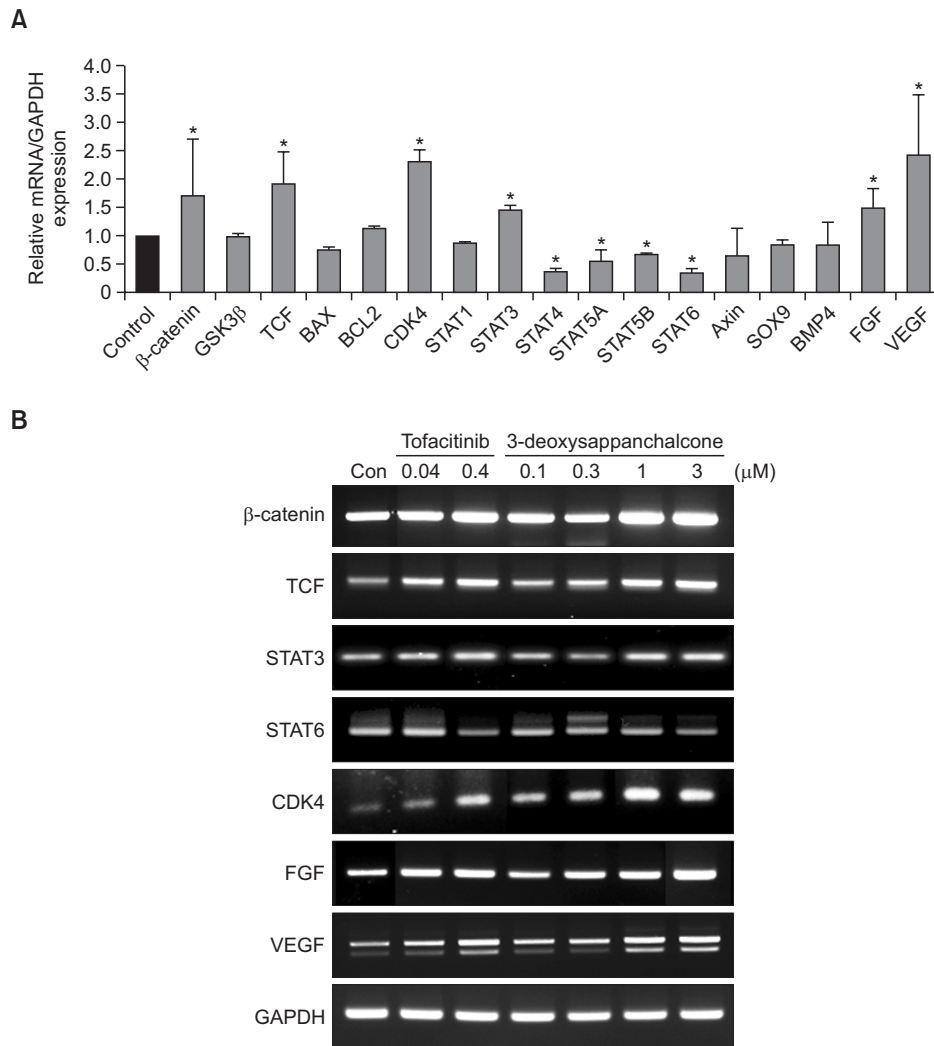 A
Relative mRNA/GAPDH
expression
4.0
3.5
3.0
2.5
2.0
1.5
1.0
0.5
0
* * * * * * * * * *
Control
β-catenin
GSK3β
TCF
BAX
BCL2
CDK4
STAT1
STAT3
STAT4
STAT5A
STAT5B
STAT6
Axin
SOX9
BMP4
FGF
VEGF
B
Tofacitinib 3-deoxysappanchalcone
Con 0.04 0.4 0.1 0.3 1 3 (μM)
β-catenin
TCF
STAT3
STAT6
CDK4
FGF
VEGF
GAPDH